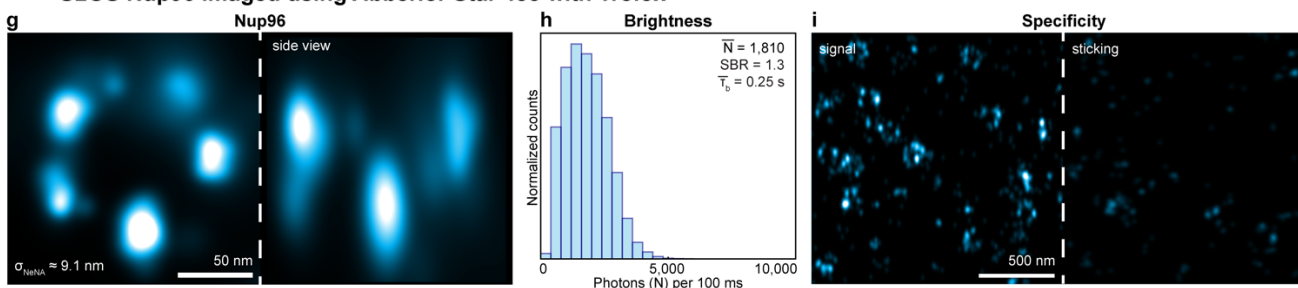 g
Nup96
side view
σNeNA ≈ 9.1 nm
50 nm
h
Brightness
N̅ = 1,810
SBR = 1.3
τ̅b = 0.25 s
Normalized counts
0
5,000
10,000
Photons (N) per 100 ms
i
Specificity
signal
sticking
500 nm